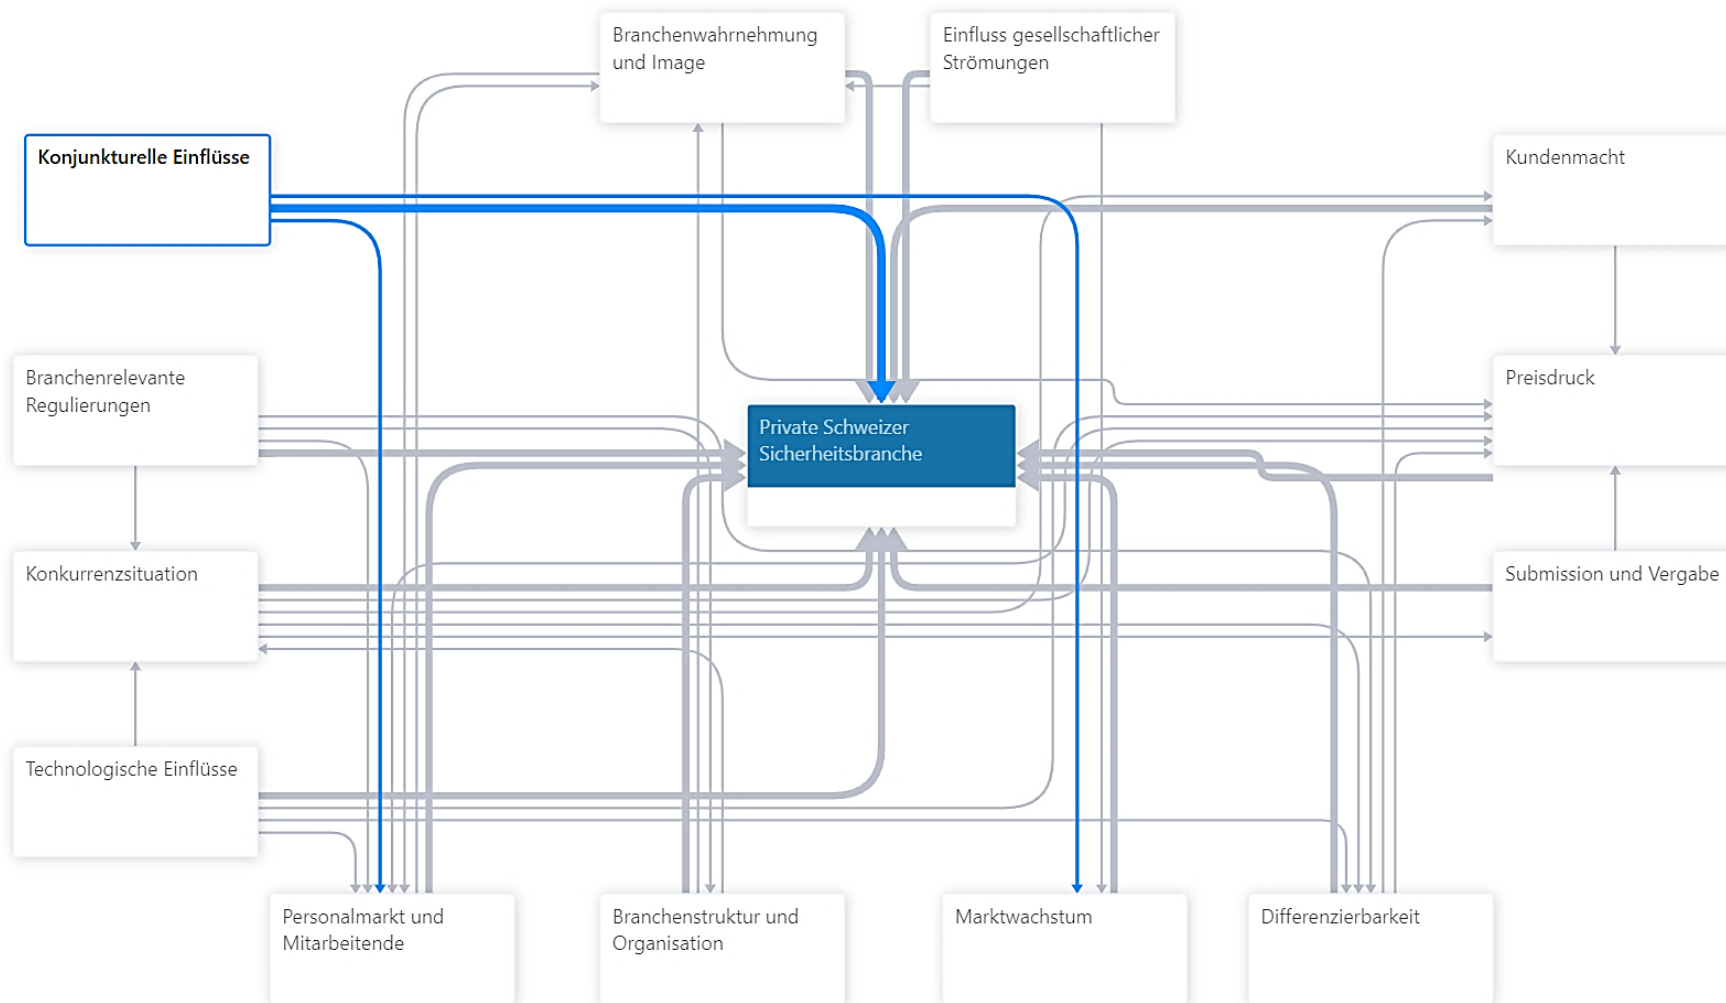 Branchenwahrnehmung
und Image
Einfluss gesellschaftlicher
Strömungen
Konjunkturelle Einflüsse
Kundenmacht
Branchenrelevante
Regulierungen
Preisdruck
Private Schweizer
Sicherheitsbranche
Konkurrenzsituation
Submission und Vergabe
Technologische Einflüsse
Personalmarkt und
Mitarbeitende
Branchenstruktur und
Organisation
Marktwachstum
Differenzierbarkeit